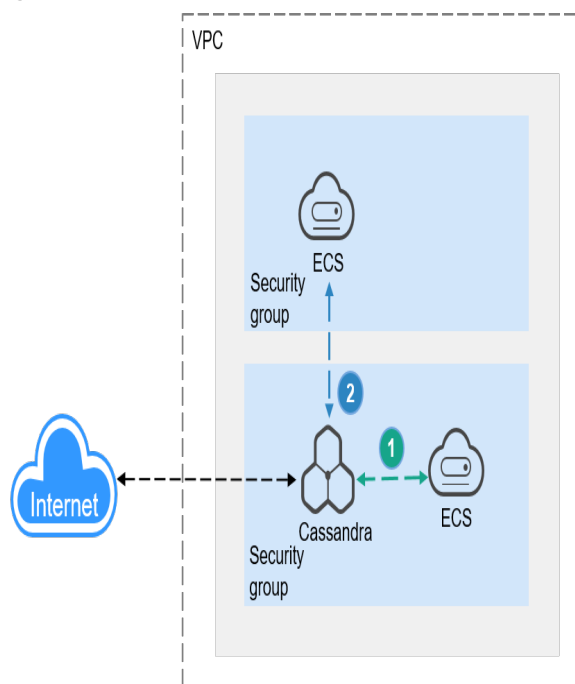 VPC
ECS
Security
group
2
1
Internet
Cassandra
ECS
Security
group